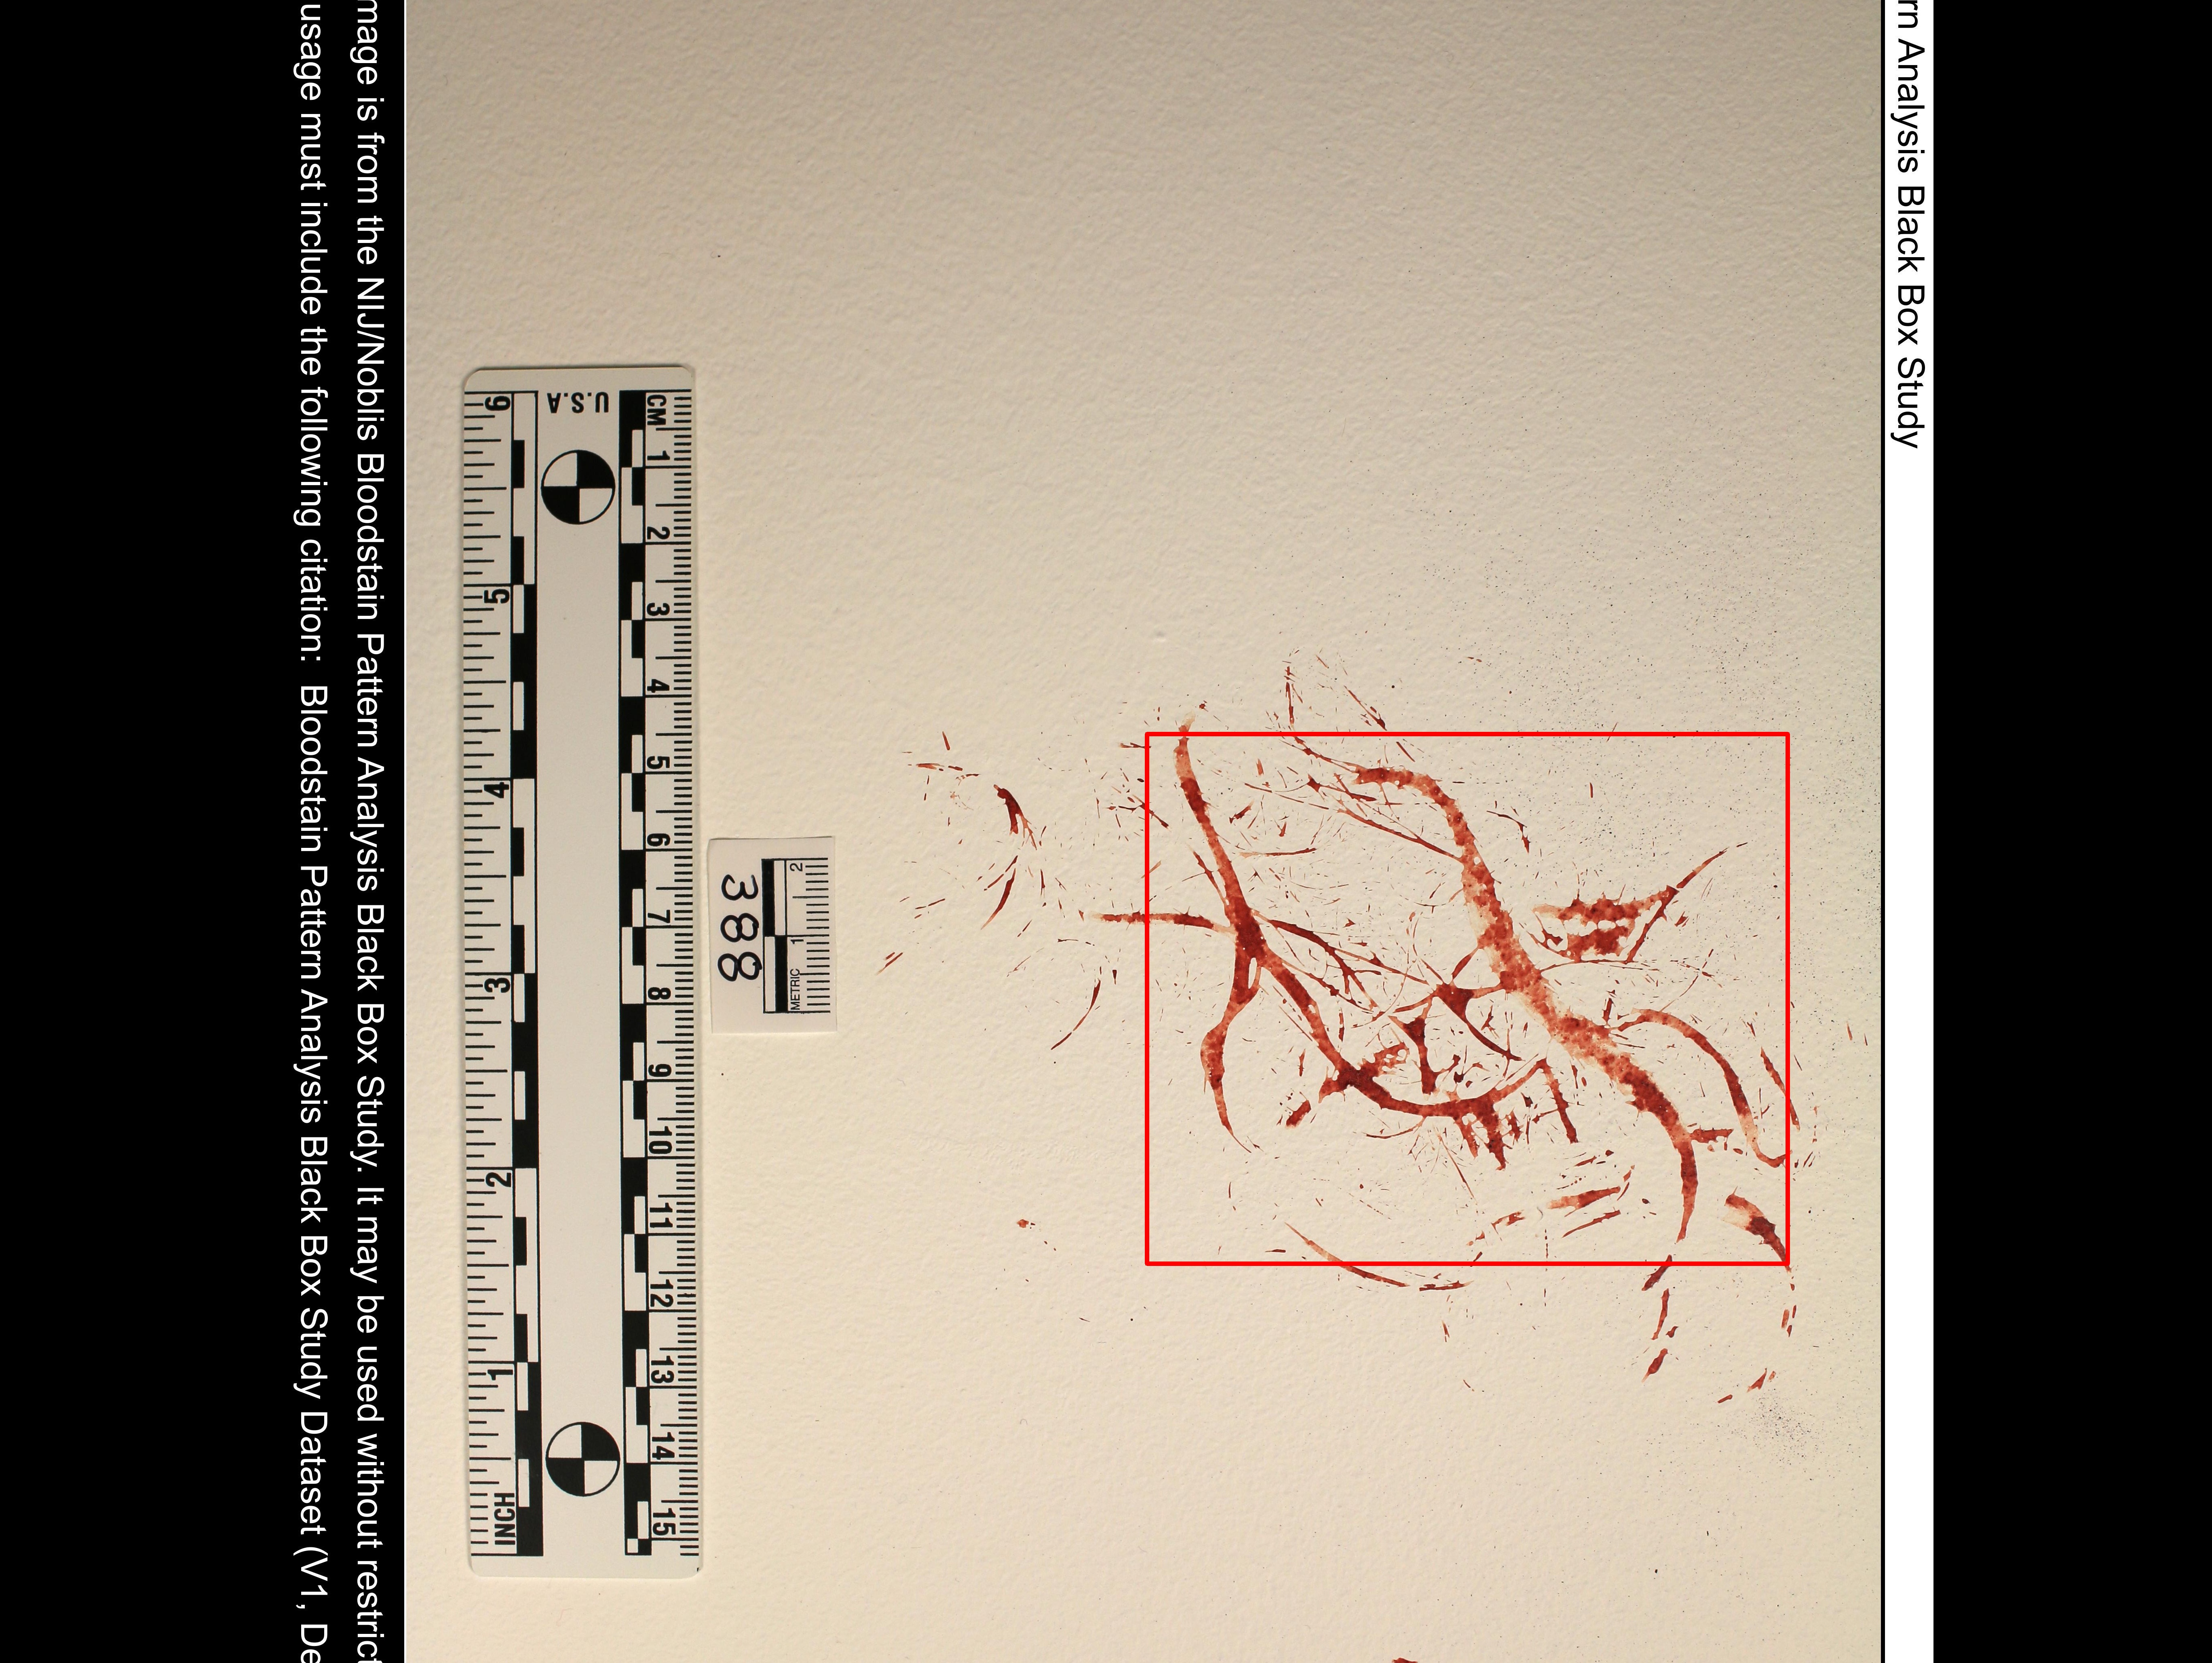 rn Analysis Black Box Study
mage is from the NIJ/Noblis Bloodstain Pattern Analysis Black Box Study. It may be used without restrict
usage must include the following citation: Bloodstain Pattern Analysis Black Box Study Dataset (V1, De
CM 1 2 3 4 5 6 7 8 9 10 11 12 13 14 15
U.S.A
INCH 1 2 3 4 5 6
2 1 METRIC
388